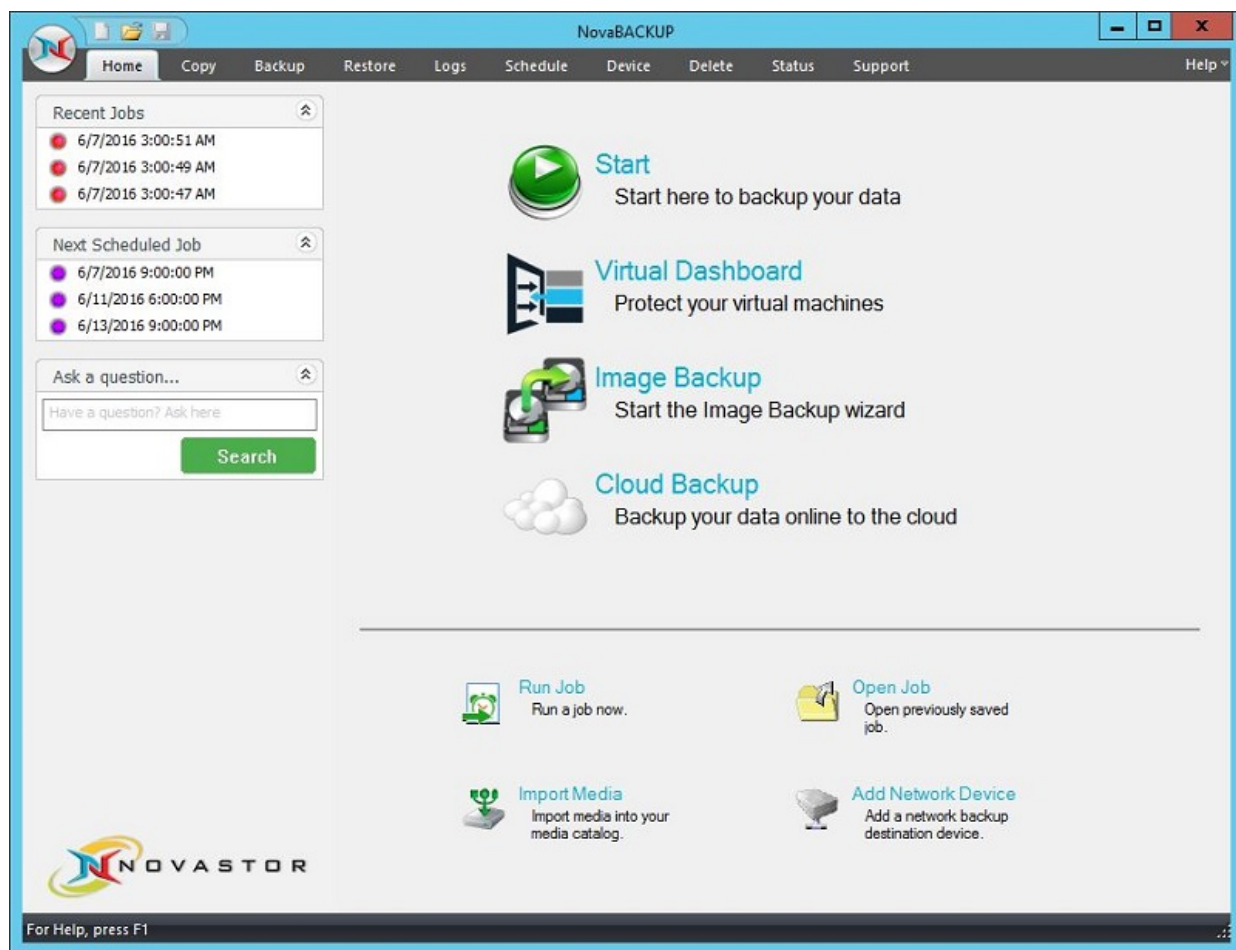 NovaBACKUP
Home Copy Backup Restore Logs Schedule Device Delete Status Support Help
Recent Jobs
6/7/2016 3:00:51 AM
6/7/2016 3:00:49 AM
6/7/2016 3:00:47 AM
Next Scheduled Job
6/7/2016 9:00:00 PM
6/11/2016 6:00:00 PM
6/13/2016 9:00:00 PM
Ask a question...
Have a question? Ask here
Search
Start
Start here to backup your data
Virtual Dashboard
Protect your virtual machines
Image Backup
Start the Image Backup wizard
Cloud Backup
Backup your data online to the cloud
Run Job
Run a job now.
Open Job
Open previously saved
job.
Import Media
Import media into your
media catalog.
Add Network Device
Add a network backup
destination device.
NOVASTOR
For Help, press F1